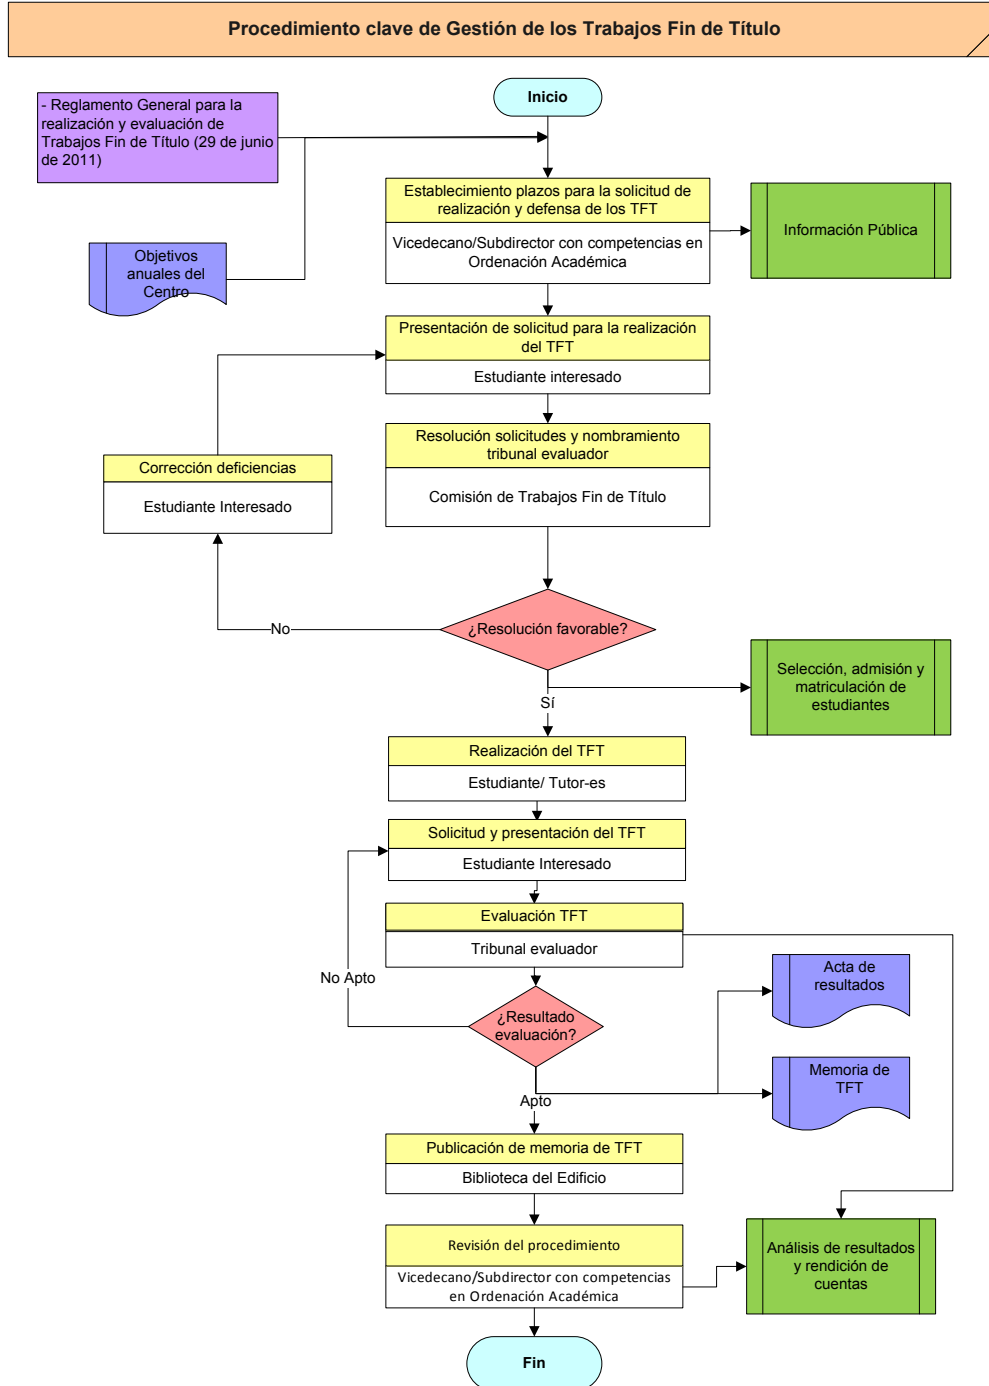 Procedimiento clave de Gestión de los Trabajos Fin de Título
Inicio
- Reglamento General para la
realización y evaluación de
Trabajos Fin de Título (29 de junio
de 2011)
Establecimiento plazos para la solicitud de
realización y defensa de los TFT
Vicedecano/Subdirector con competencias en
Ordenación Académica
Información Pública
Objetivos
anuales del
Centro
Presentación de solicitud para la realización
del TFT
Estudiante interesado
Resolución solicitudes y nombramiento
tribunal evaluador
Comisión de Trabajos Fin de Título
Corrección deficiencias
Estudiante Interesado
¿Resolución favorable?
No
Sí
Selección, admisión y
matriculación de
estudiantes
Realización del TFT
Estudiante/ Tutor-es
Solicitud y presentación del TFT
Estudiante Interesado
Evaluación TFT
Tribunal evaluador
No Apto
¿Resultado
evaluación?
Acta de
resultados
Memoria de
TFT
Apto
Publicación de memoria de TFT
Biblioteca del Edificio
Revisión del procedimiento
Vicedecano/Subdirector con competencias
en Ordenación Académica
Análisis de resultados
y rendición de
cuentas
Fin